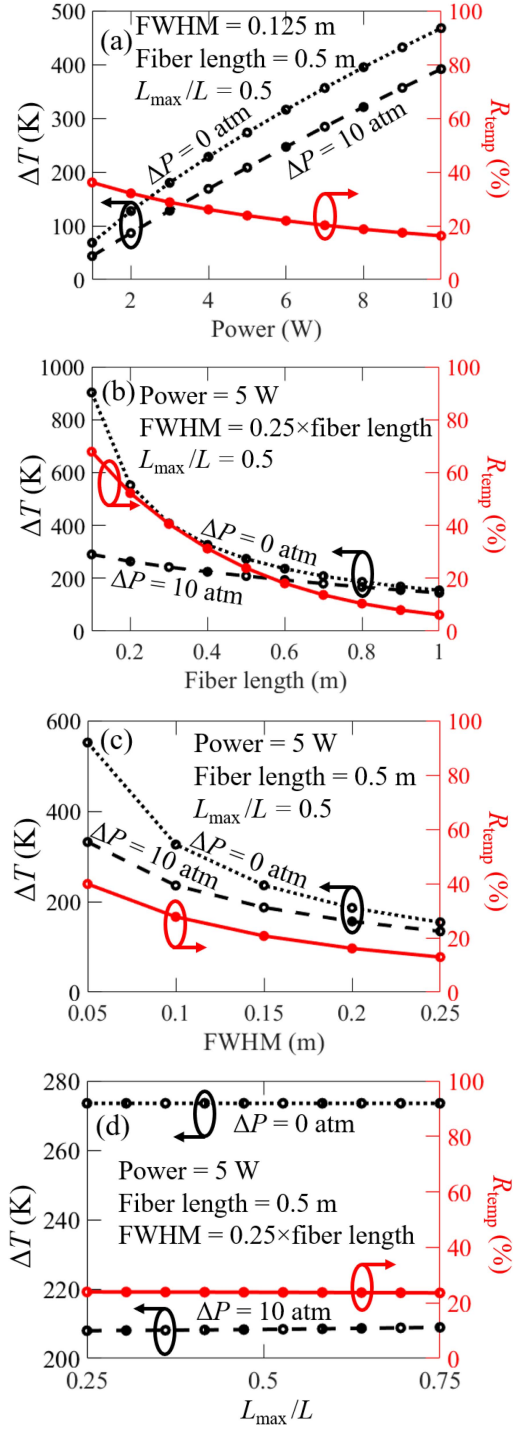 (a)
FWHM = 0.125 m
Fiber length = 0.5 m
L_max/L = 0.5
ΔP = 0 atm
ΔP = 10 atm
500
400
300
200
100
0
ΔT (K)
100
80
60
40
20
0
R_temp (%)
2 4 6 8 10
Power (W)
(b)
Power = 5 W
FWHM = 0.25×fiber length
L_max/L = 0.5
ΔP = 0 atm
ΔP = 10 atm
1000
800
600
400
200
0
ΔT (K)
100
80
60
40
20
0
R_temp (%)
0.2 0.4 0.6 0.8 1
Fiber length (m)
(c)
Power = 5 W
Fiber length = 0.5 m
L_max/L = 0.5
ΔP = 10 atm
ΔP = 0 atm
600
400
200
0
ΔT (K)
100
80
60
40
20
0
R_temp (%)
0.05 0.1 0.15 0.2 0.25
FWHM (m)
(d)
ΔP = 0 atm
Power = 5 W
Fiber length = 0.5 m
FWHM = 0.25×fiber length
ΔP = 10 atm
280
260
240
220
200
ΔT (K)
100
80
60
40
20
0
R_temp (%)
0.25 0.5 0.75
L_max/L